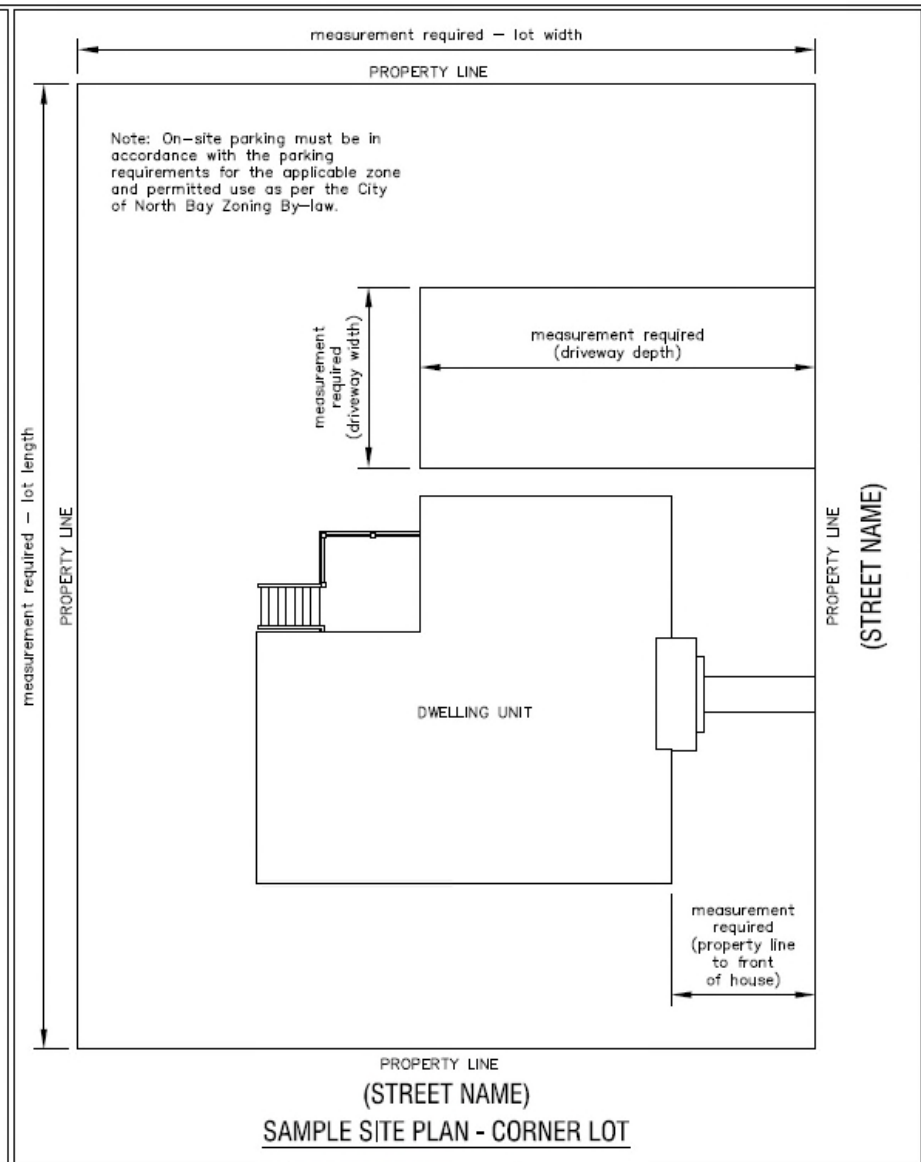 measurement required – lot width
PROPERTY LINE
Note: On-site parking must be in
accordance with the parking
requirements for the applicable zone
and permitted use as per the City
of North Bay Zoning By-law.
measurement
required
(driveway width)
measurement required
(driveway depth)
measurement required – lot length
PROPERTY LINE
PROPERTY LINE
(STREET NAME)
DWELLING UNIT
measurement
required
(property line
to front
of house)
PROPERTY LINE
(STREET NAME)
SAMPLE SITE PLAN - CORNER LOT